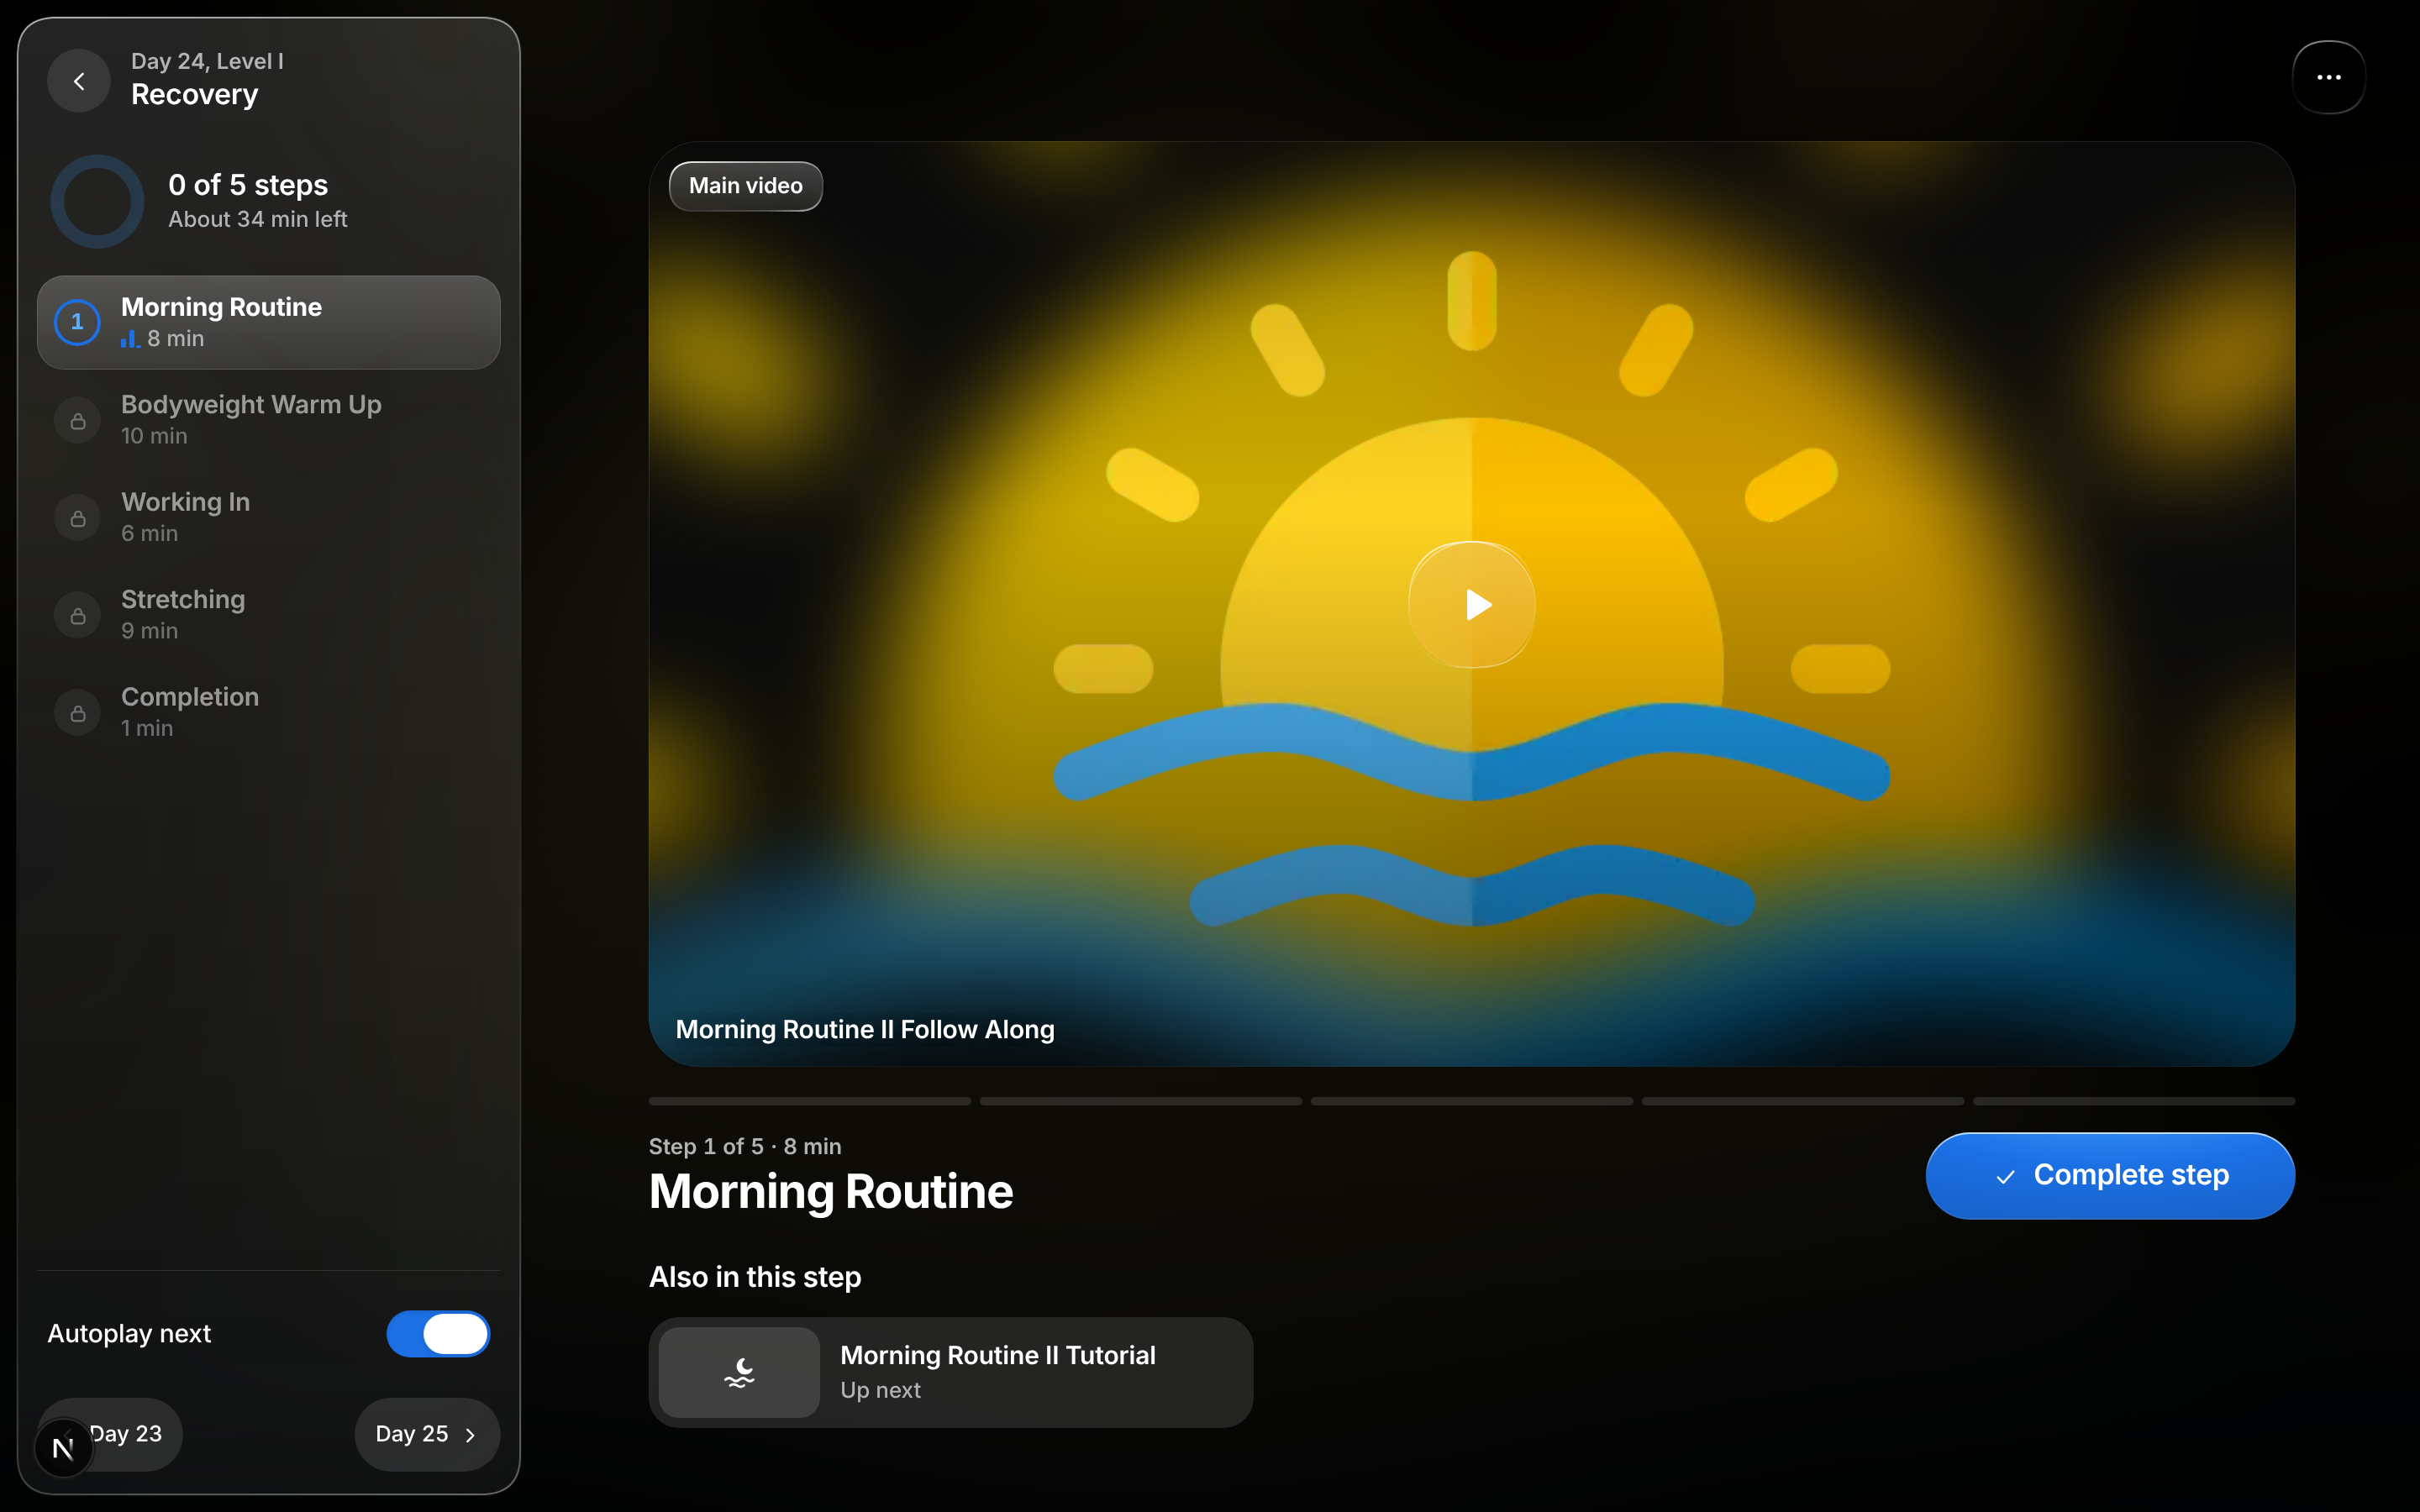 Day 24, Level I
Recovery
0 of 5 steps
About 34 min left
1
Morning Routine
8 min
Bodyweight Warm Up
10 min
Working In
6 min
Stretching
9 min
Completion
1 min
Autoplay next
Day 23
Day 25
N
Main video
Morning Routine II Follow Along
Step 1 of 5 · 8 min
Morning Routine
Complete step
Also in this step
Morning Routine II Tutorial
Up next